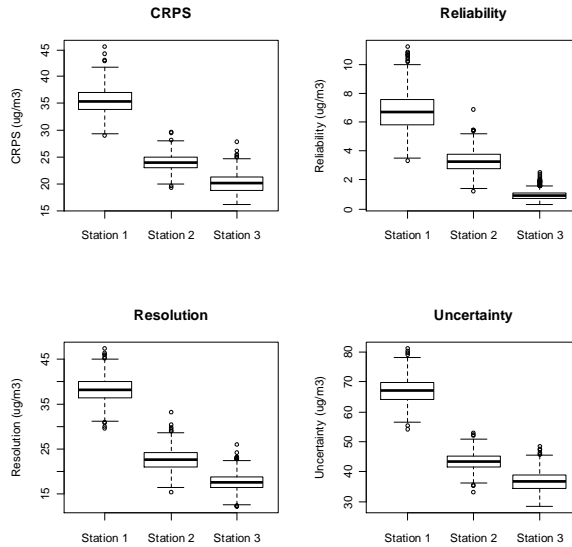 CRPS
CRPS (ug/m3)
45
40
35
30
25
20
15
Station 1 Station 2 Station 3
Reliability
Reliability (ug/m3)
10
8
6
4
2
0
Station 1 Station 2 Station 3
Resolution
Resolution (ug/m3)
45
35
25
15
Station 1 Station 2 Station 3
Uncertainty
Uncertainty (ug/m3)
80
70
60
50
40
30
Station 1 Station 2 Station 3